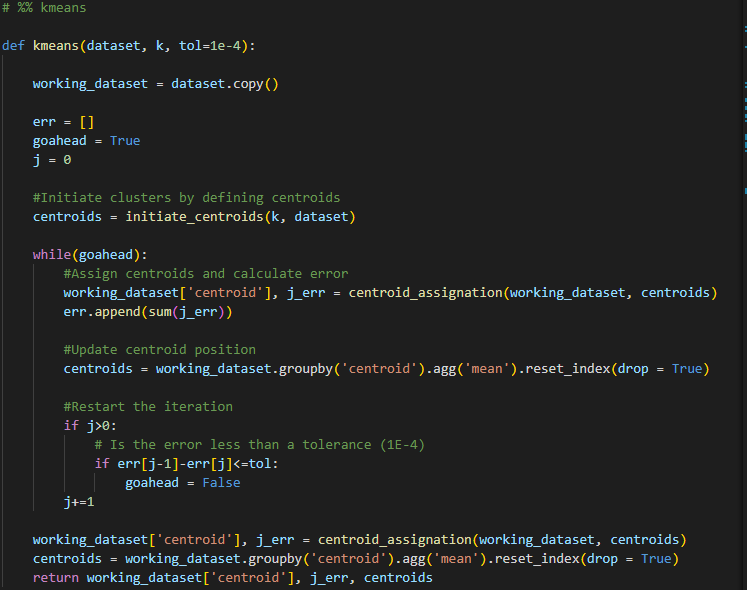 # %% kmeans
def kmeans(dataset, k, tol=1e-4):
working_dataset = dataset.copy()
err = []
goahead = True
j = 0
#Initiate clusters by defining centroids
centroids = initiate_centroids(k, dataset)
while(goahead):
#Assign centroids and calculate error
working_dataset['centroid'], j_err = centroid_assignation(working_dataset, centroids)
err.append(sum(j_err))
#Update centroid position
centroids = working_dataset.groupby('centroid').agg('mean').reset_index(drop = True)
#Restart the iteration
if j>0:
# Is the error less than a tolerance (1E-4)
if err[j-1]-err[j]<=tol:
goahead = False
j+=1
working_dataset['centroid'], j_err = centroid_assignation(working_dataset, centroids)
centroids = working_dataset.groupby('centroid').agg('mean').reset_index(drop = True)
return working_dataset['centroid'], j_err, centroids